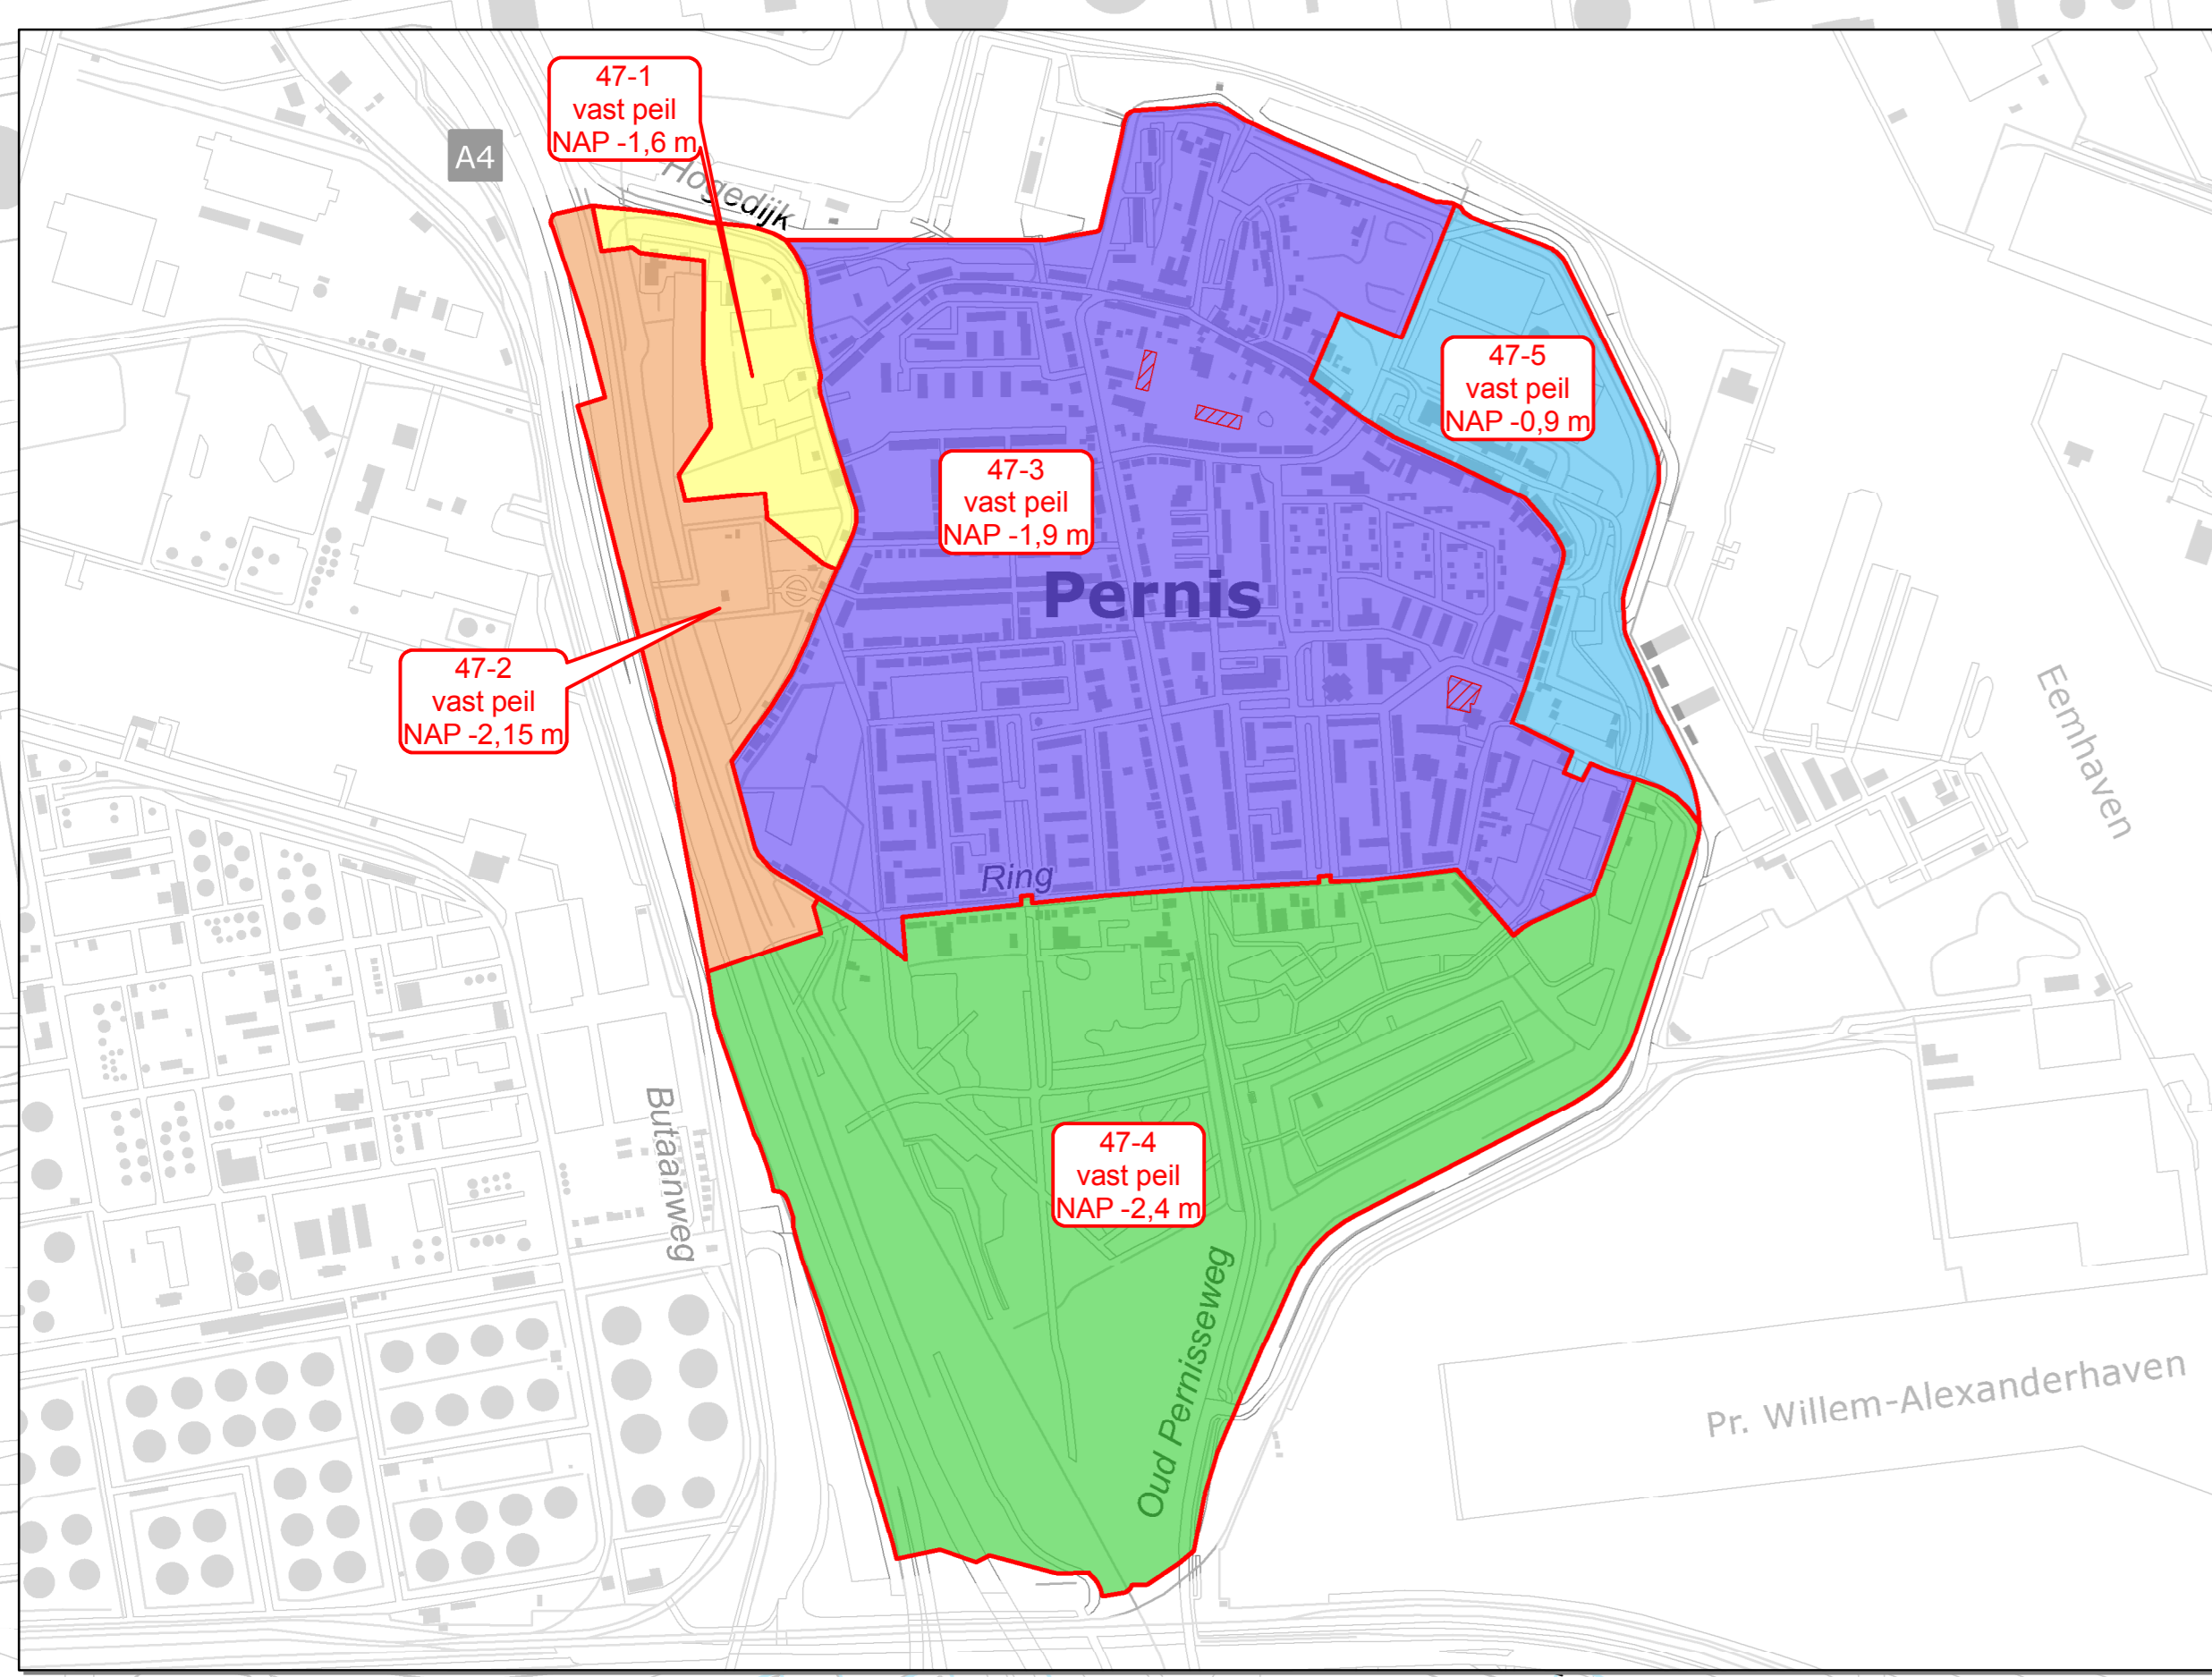 47-1
vast peil
NAP -1,6 m
A4
Hogedijk
47-5
vast peil
NAP -0,9 m
47-3
vast peil
NAP -1,9 m
Pernis
47-2
vast peil
NAP -2,15 m
Eemhaven
Ring
Butaanweg
47-4
vast peil
NAP -2,4 m
Oud Pernisseweg
Pr. Willem-Alexanderhaven